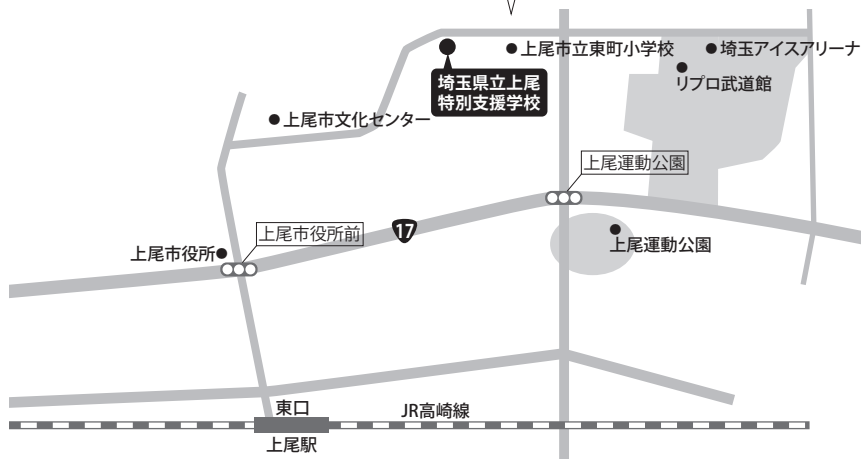 上尾市立東町小学校
埼玉アイスアリーナ
リプロ武道館
埼玉県立上尾
特別支援学校
上尾市文化センター
上尾運動公園
17
上尾市役所前
上尾市役所
上尾運動公園
東口
JR高崎線
上尾駅